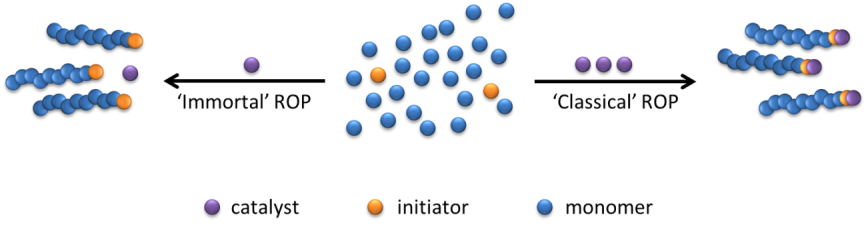 ‘Immortal’ ROP
‘Classical’ ROP
catalyst
initiator
monomer